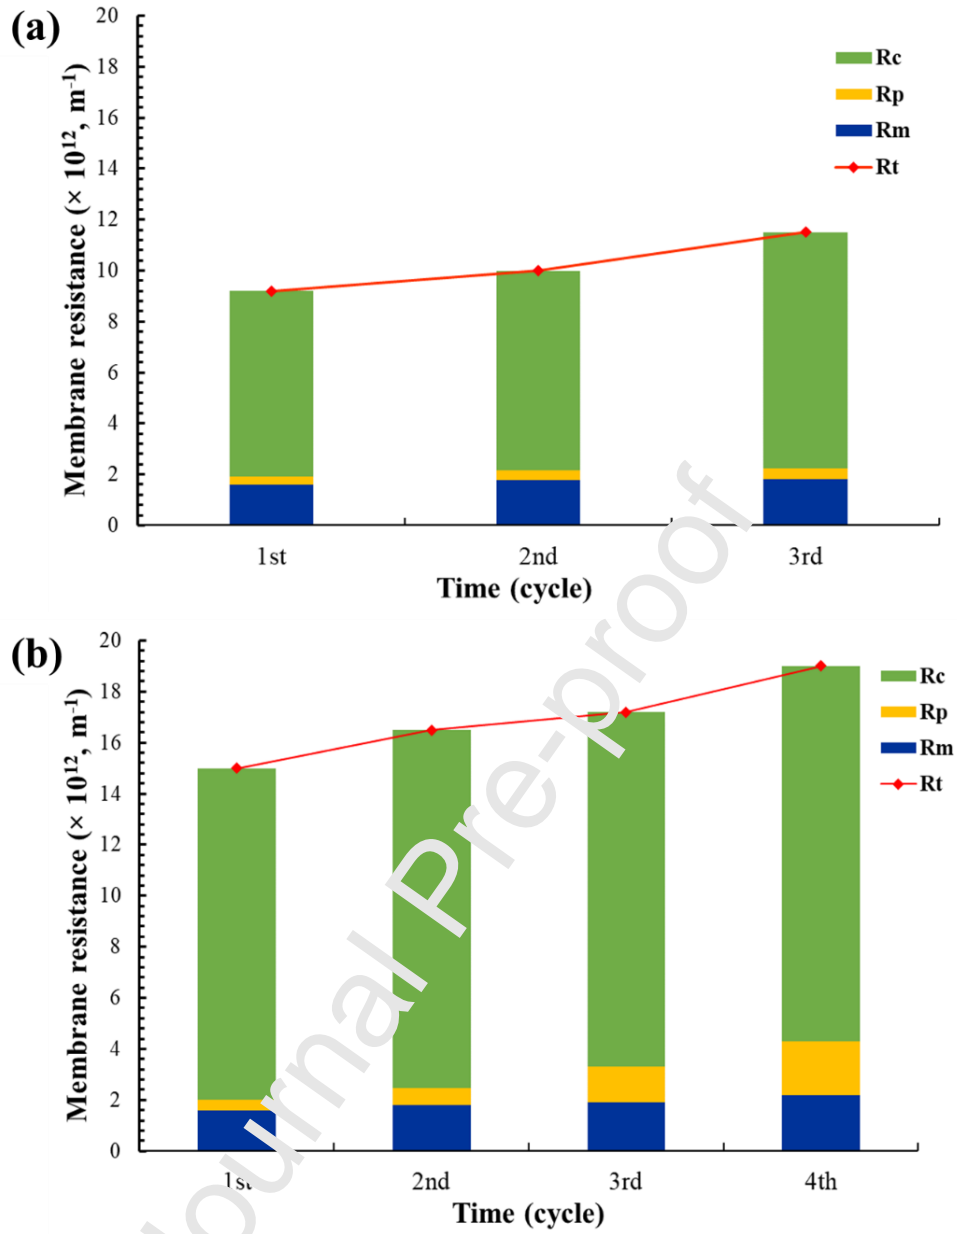 (a)
Membrane resistance (× 10¹², m⁻¹)
20
18
16
14
12
10
8
6
4
2
0
Rc
Rp
Rm
Rt
1st
2nd
3rd
Time (cycle)
(b)
Membrane resistance (× 10¹², m⁻¹)
20
18
16
14
12
10
8
6
4
2
0
Rc
Rp
Rm
Rt
1st
2nd
3rd
4th
Time (cycle)
Journal Pre-proof